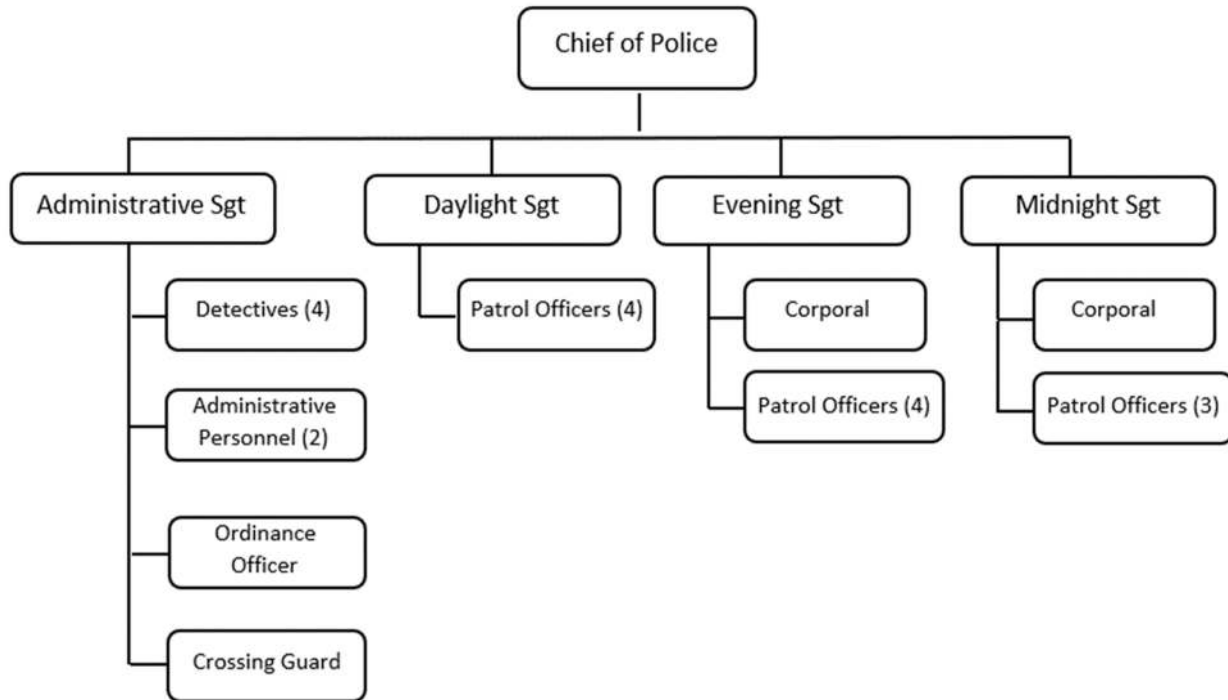 Chief of Police
Administrative Sgt
Daylight Sgt
Evening Sgt
Midnight Sgt
Detectives (4)
Patrol Officers (4)
Corporal
Corporal
Administrative
Personnel (2)
Patrol Officers (4)
Patrol Officers (3)
Ordinance
Officer
Crossing Guard